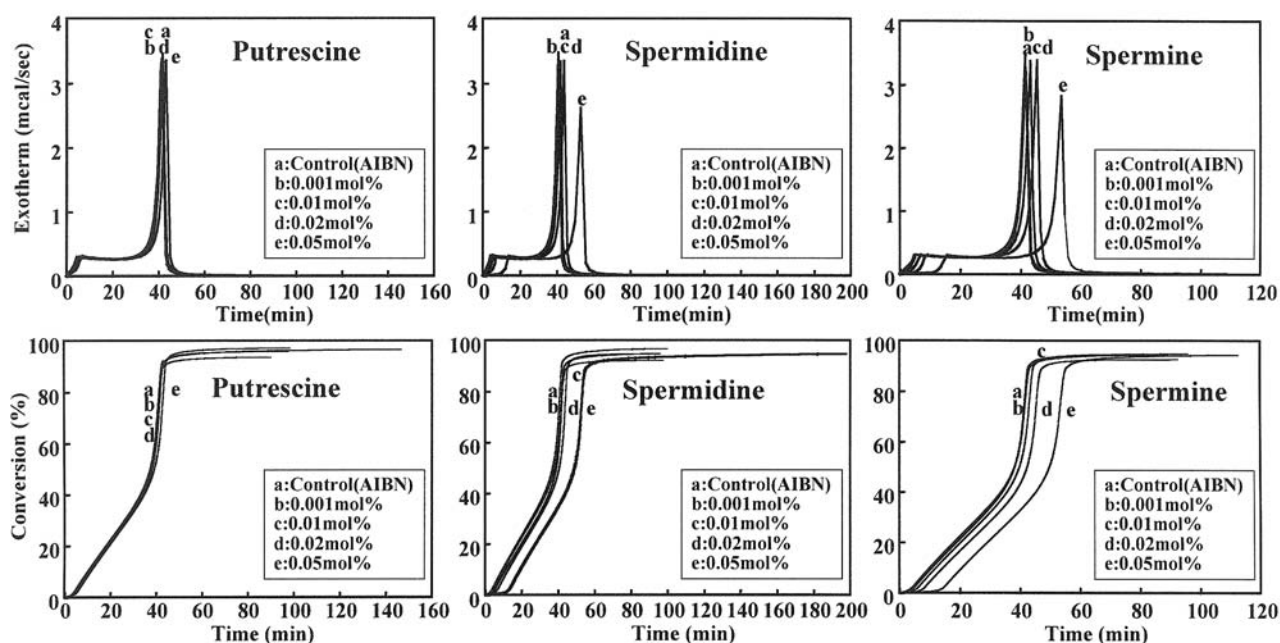 Exotherm (mcal/sec)
4
3
2
1
0
c a
b d
e
Putrescine
a:Control(AIBN)
b:0.001mol%
c:0.01mol%
d:0.02mol%
e:0.05mol%
0 20 40 60 80 100 120 140 160
Time(min)
4
3
2
1
0
a
b c d
e
Spermidine
a:Control(AIBN)
b:0.001mol%
c:0.01mol%
d:0.02mol%
e:0.05mol%
0 20 40 60 80 100 120 140 160 180 200
Time(min)
4
3
2
1
0
b
a c d
e
Spermine
a:Control(AIBN)
b:0.001mol%
c:0.01mol%
d:0.02mol%
e:0.05mol%
0 20 40 60 80 100 120
Time(min)
Conversion (%)
100
80
60
40
20
0
a e
b
c
d
Putrescine
a:Control(AIBN)
b:0.001mol%
c:0.01mol%
d:0.02mol%
e:0.05mol%
0 20 40 60 80 100 120 140 160
Time (min)
100
80
60
40
20
0
c
a
b d e
Spermidine
a:Control(AIBN)
b:0.001mol%
c:0.01mol%
d:0.02mol%
e:0.05mol%
0 20 40 60 80 100 120 140 160 180 200
Time (min)
100
80
60
40
20
0
c
a
b d e
Spermine
a:Control(AIBN)
b:0.001mol%
c:0.01mol%
d:0.02mol%
e:0.05mol%
0 20 40 60 80 100 120
Time (min)